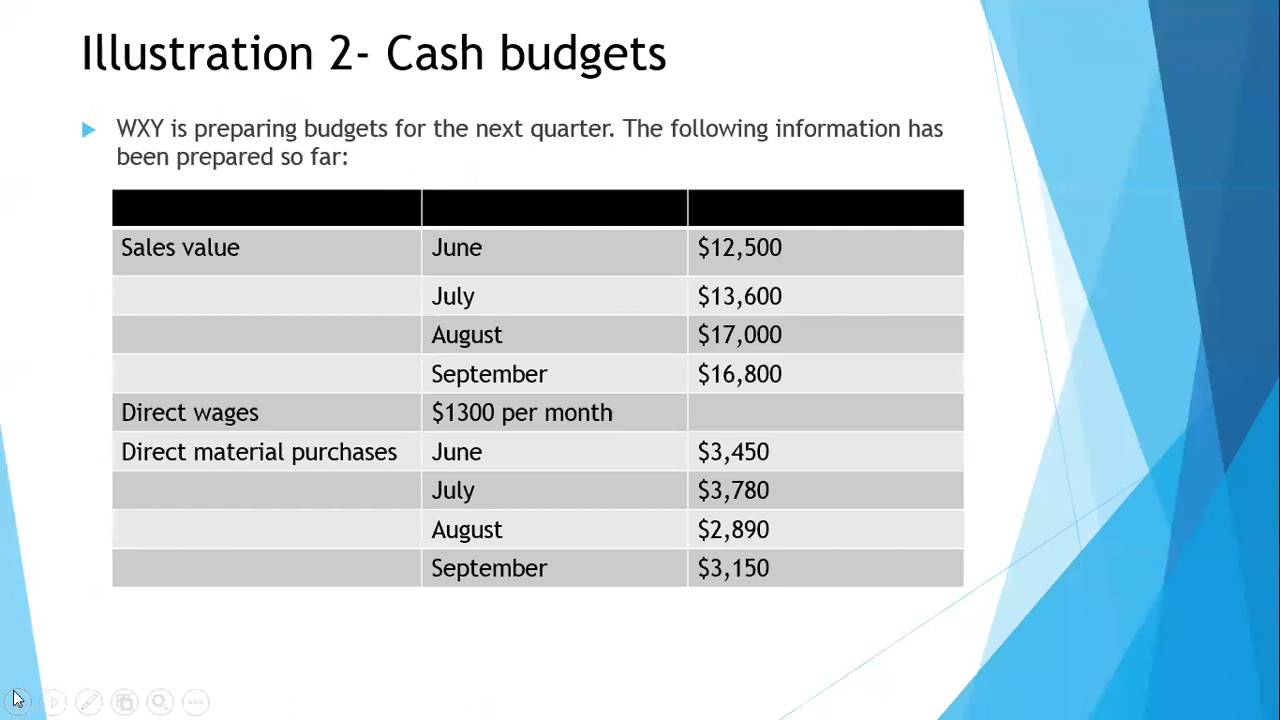 Illustration 2- Cash budgets
WXY is preparing budgets for the next quarter. The following information has
been prepared so far:
Sales value June $12,500
July $13,600
August $17,000
September $16,800
Direct wages $1300 per month
Direct material purchases June $3,450
July $3,780
August $2,890
September $3,150